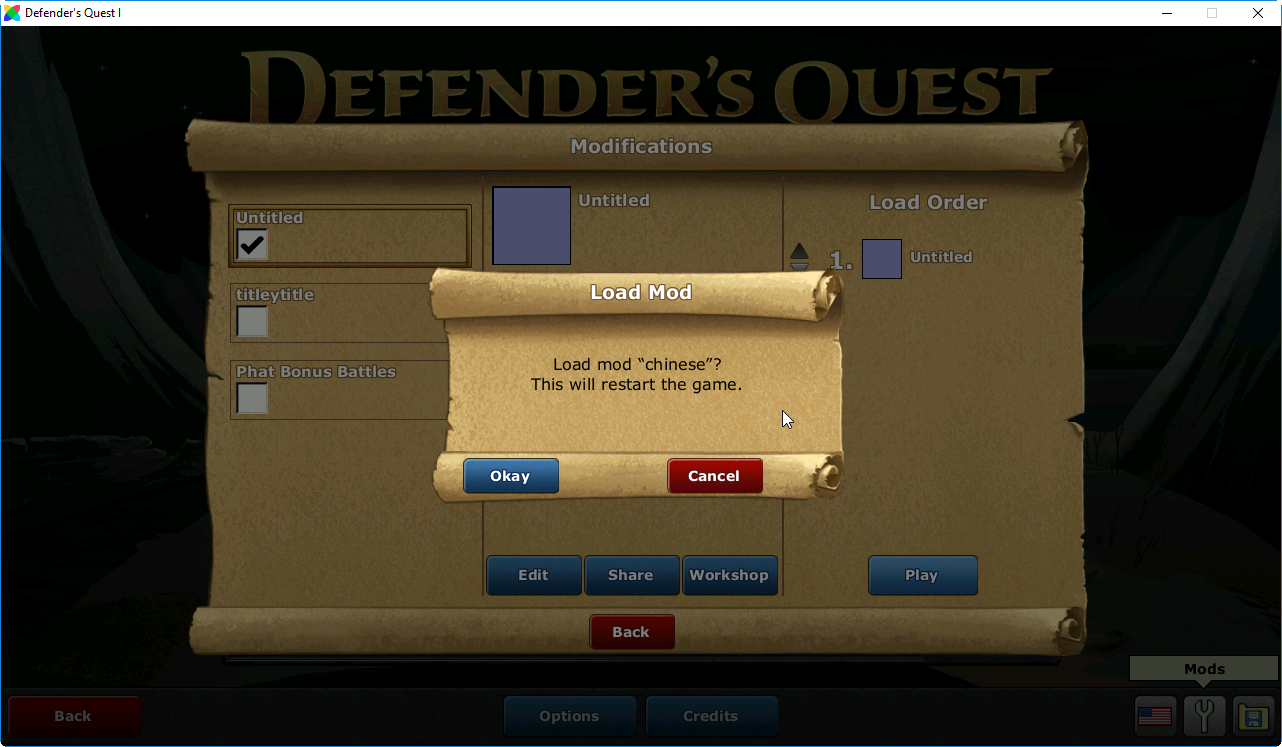 Defender's Quest I
DEFENDER'S QUEST
Modifications
Untitled
titleytitle
Phat Bonus Battles
Untitled
Load Order
1.
Untitled
Load Mod
Load mod “chinese”?
This will restart the game.
Okay
Cancel
Edit
Share
Workshop
Play
Back
Mods
Back
Options
Credits